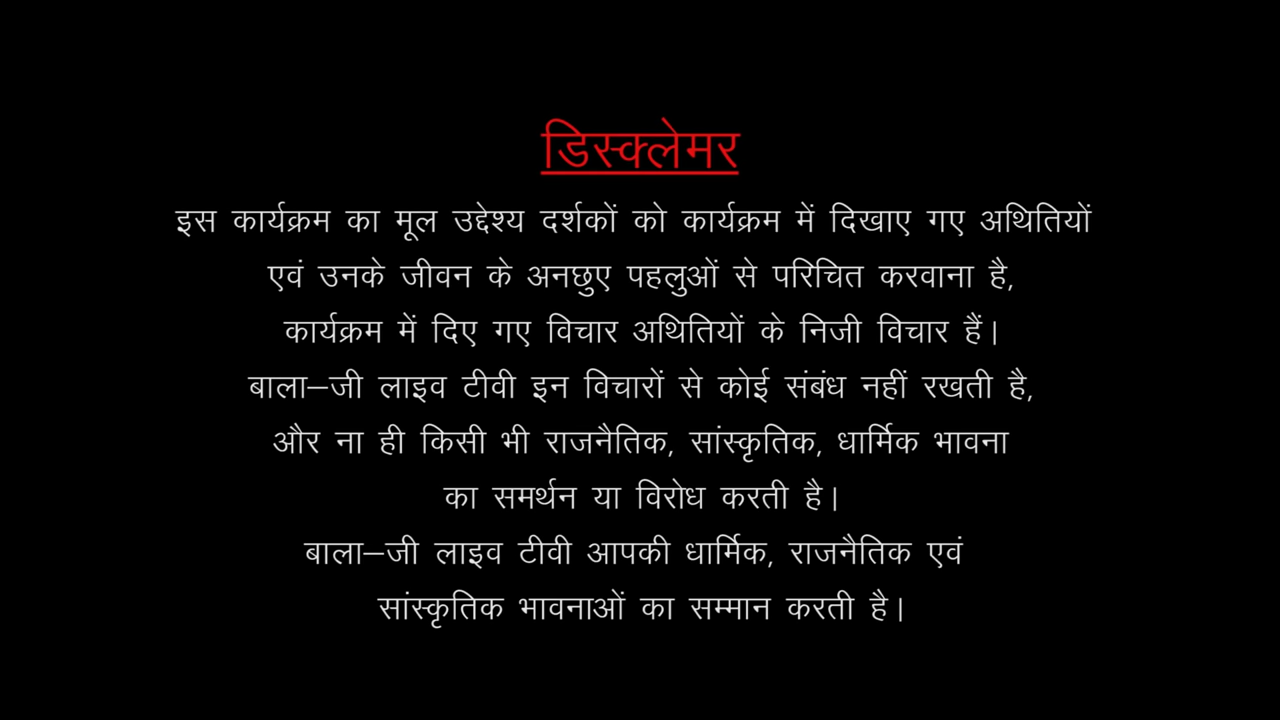 डिस्क्लेमर
इस कार्यक्रम का मूल उद्देश्य दर्शकों को कार्यक्रम में दिखाए गए अथितियों
एवं उनके जीवन के अनछुए पहलुओं से परिचित करवाना है,
कार्यक्रम में दिए गए विचार अथितियों के निजी विचार हैं।
बाला–जी लाइव टीवी इन विचारों से कोई संबंध नहीं रखती है,
और ना ही किसी भी राजनैतिक, सांस्कृतिक, धार्मिक भावना
का समर्थन या विरोध करती है।
बाला–जी लाइव टीवी आपकी धार्मिक, राजनैतिक एवं
सांस्कृतिक भावनाओं का सम्मान करती है।